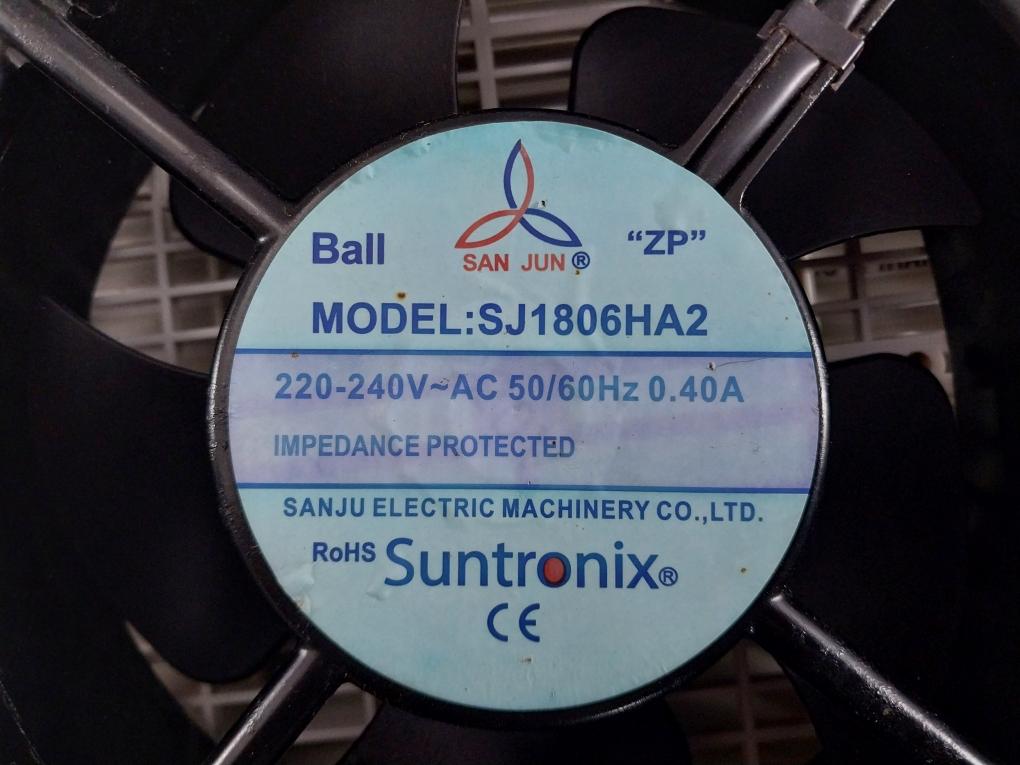 Ball
SAN JUN®
“ZP”
MODEL:SJ1806HA2
220-240V~AC 50/60Hz 0.40A
IMPEDANCE PROTECTED
SANJU ELECTRIC MACHINERY CO.,LTD.
RoHS Suntronix®
CE